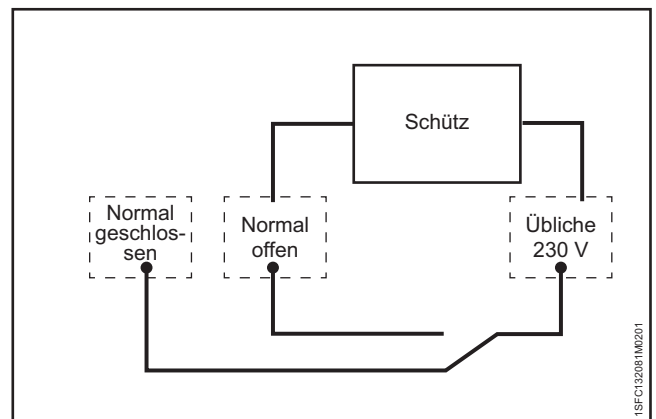 Schütz
Normal
geschlos-
sen
Normal
offen
Übliche
230 V
1SFC132081M0201